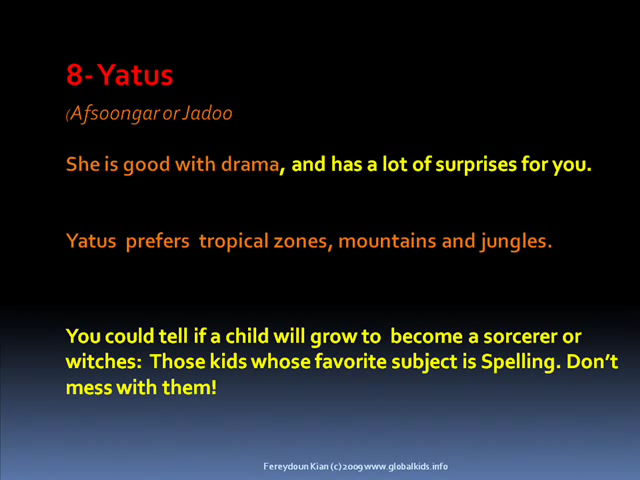 8- Yatus
(Afsoongar or Jadoo
She is good with drama, and has a lot of surprises for you.
Yatus prefers tropical zones, mountains and jungles.
You could tell if a child will grow to become a sorcerer or
witches: Those kids whose favorite subject is Spelling. Don't
mess with them!
Fereydoun Kian (c) 2009 www.globalkids.info